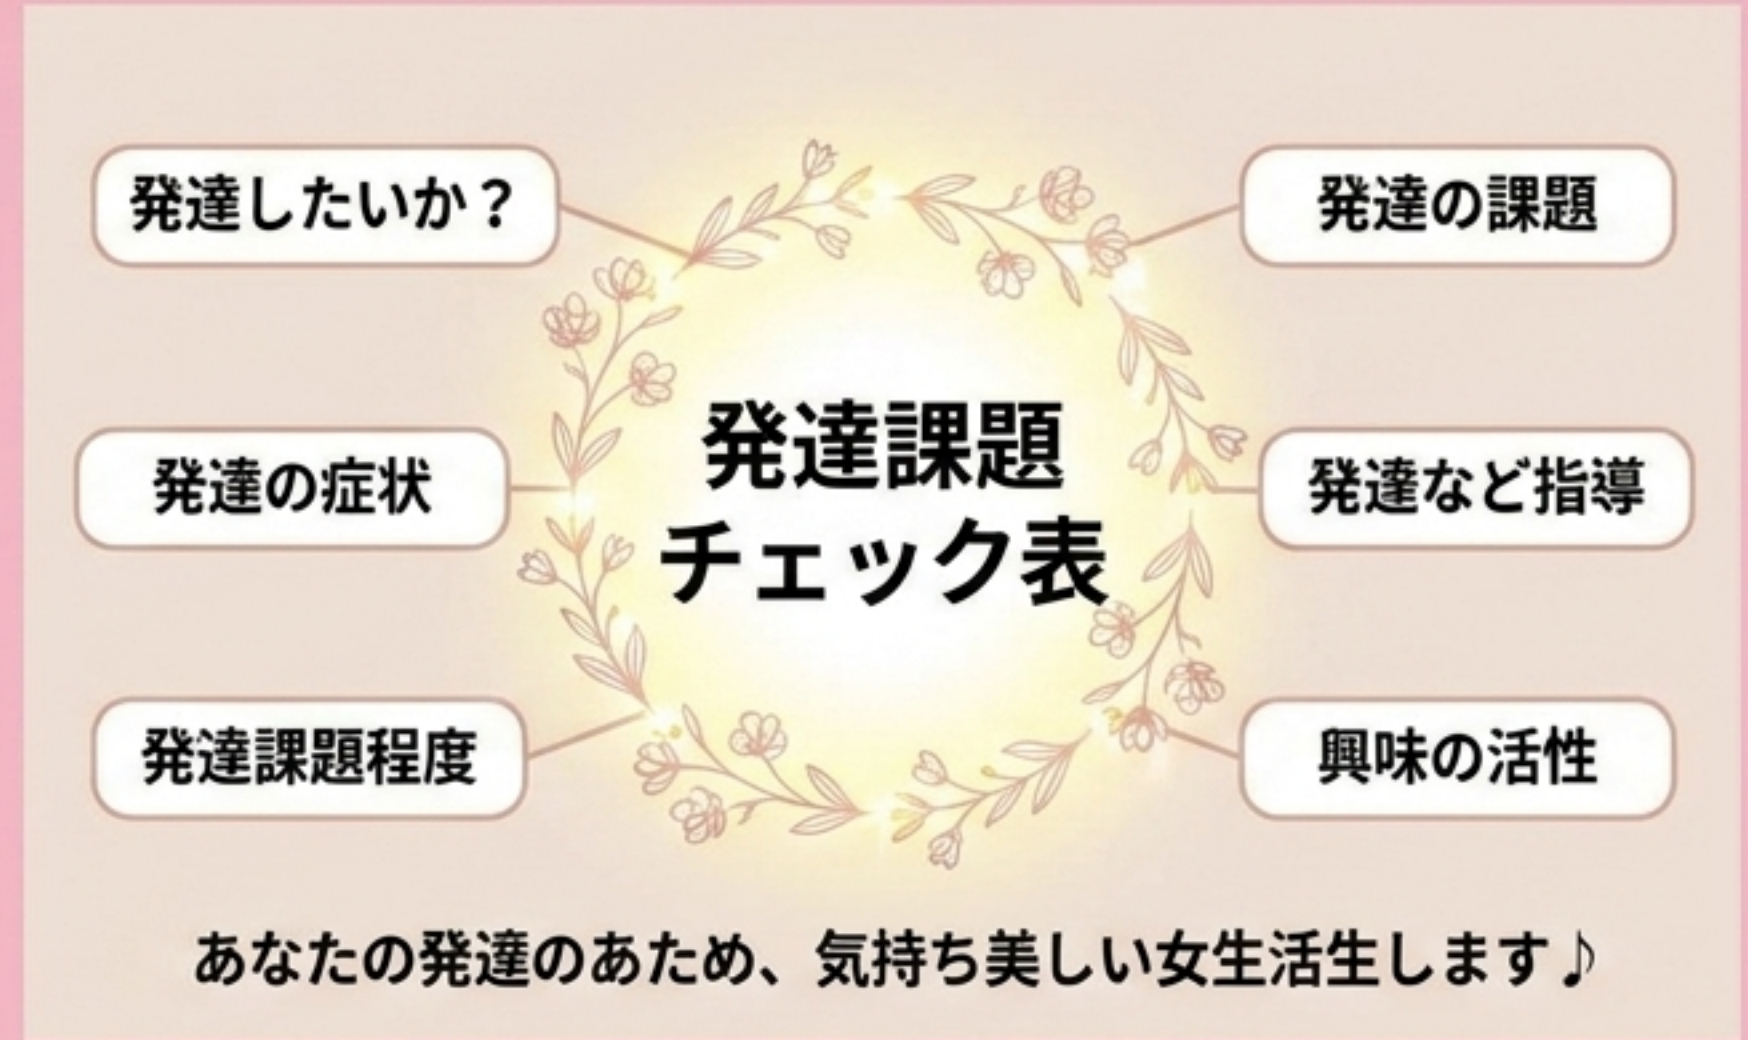 発達したいか？
発達の課題
発達の症状
発達課題
チェック表
発達など指導
発達課題程度
興味の活性
あなたの発達のあため、気持ち美しい女生活生します♪